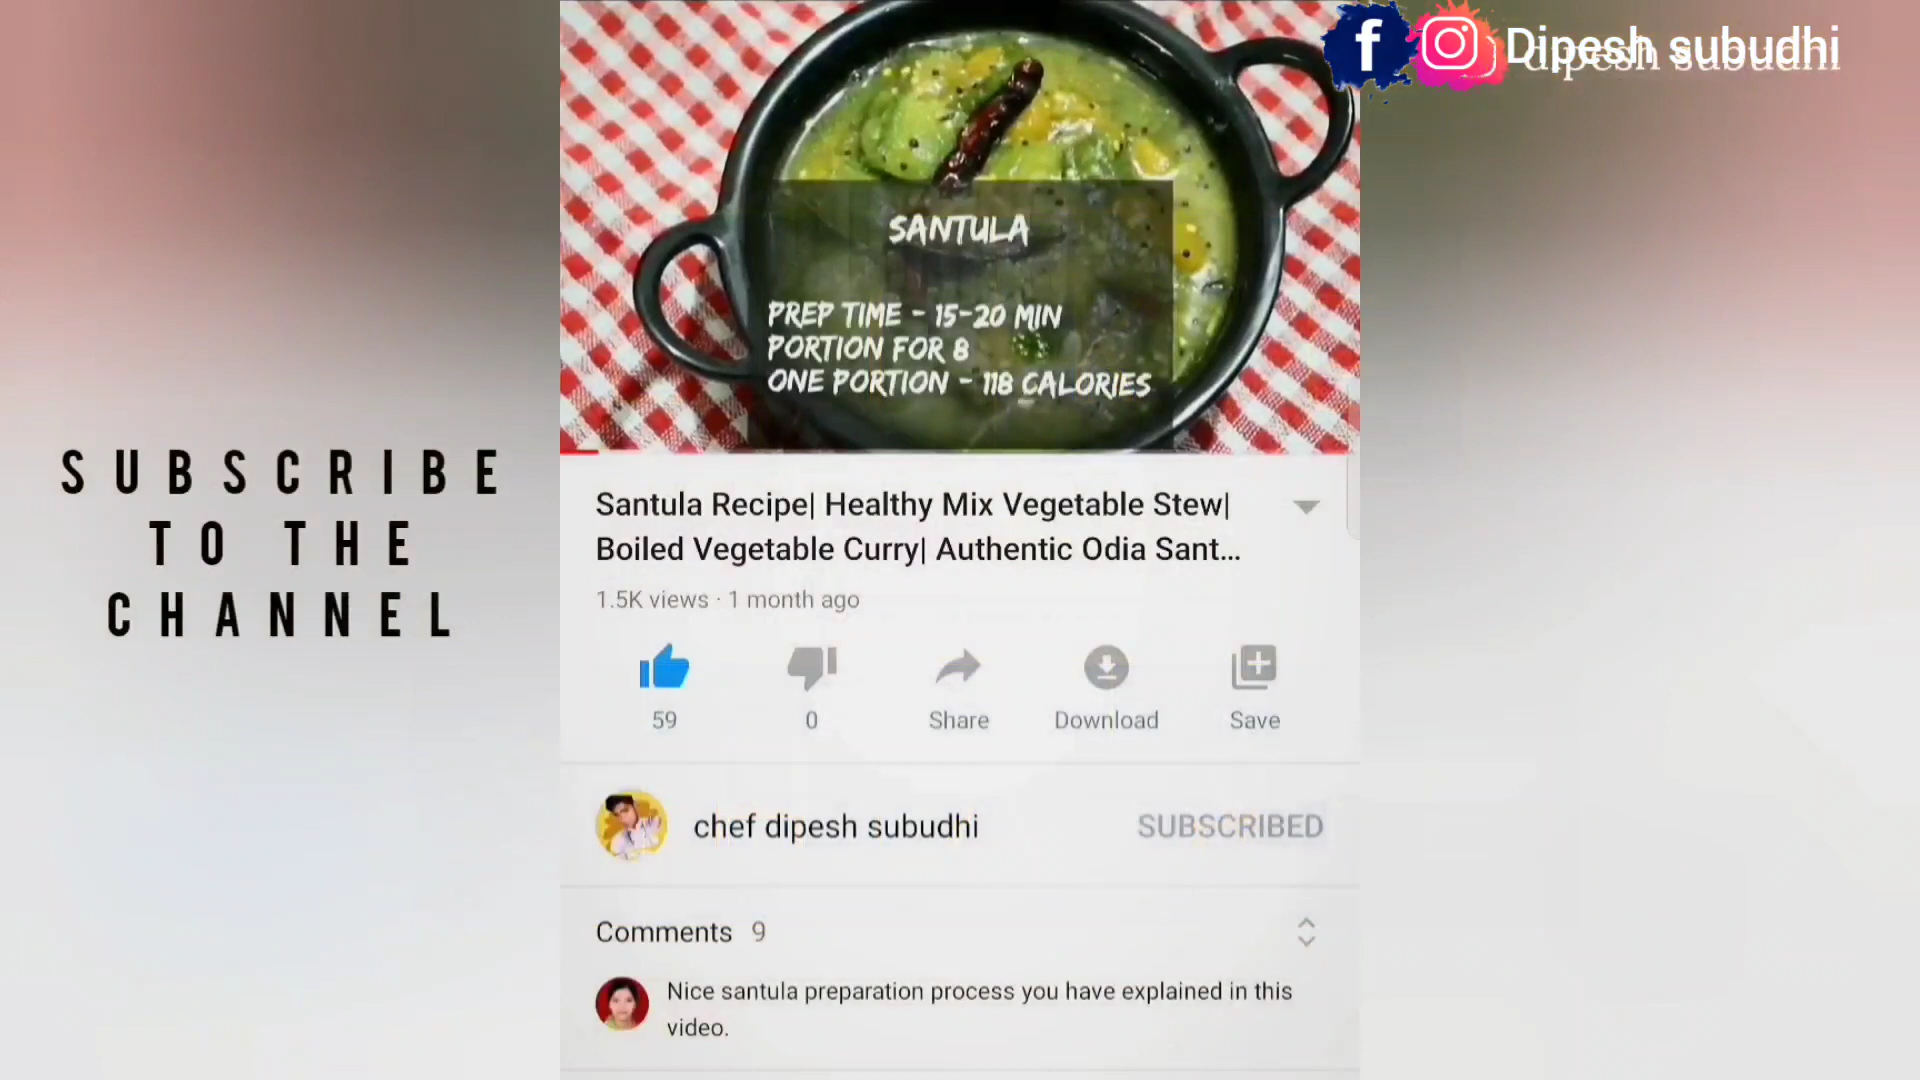 f Dipesh subudhi
dipesh subudhi
SANTULA
PREP TIME - 15-20 MIN
PORTION FOR 8
ONE PORTION - 118 CALORIES
SUBSCRIBE
TO THE
CHANNEL
Santula Recipe| Healthy Mix Vegetable Stew|
Boiled Vegetable Curry| Authentic Odia Sant...
1.5K views · 1 month ago
59
0
Share
Download
Save
chef dipesh subudhi
SUBSCRIBED
Comments 9
Nice santula preparation process you have explained in this
video.